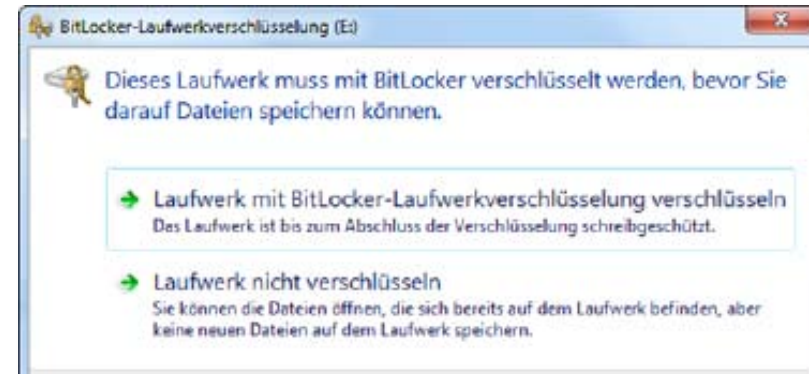 BitLocker-Laufwerkverschlüsselung (E:)
Dieses Laufwerk muss mit BitLocker verschlüsselt werden, bevor Sie
darauf Dateien speichern können.
Laufwerk mit BitLocker-Laufwerkverschlüsselung verschlüsseln
Das Laufwerk ist bis zum Abschluss der Verschlüsselung schreibgeschützt.
Laufwerk nicht verschlüsseln
Sie können die Dateien öffnen, die sich bereits auf dem Laufwerk befinden, aber
keine neuen Dateien auf dem Laufwerk speichern.